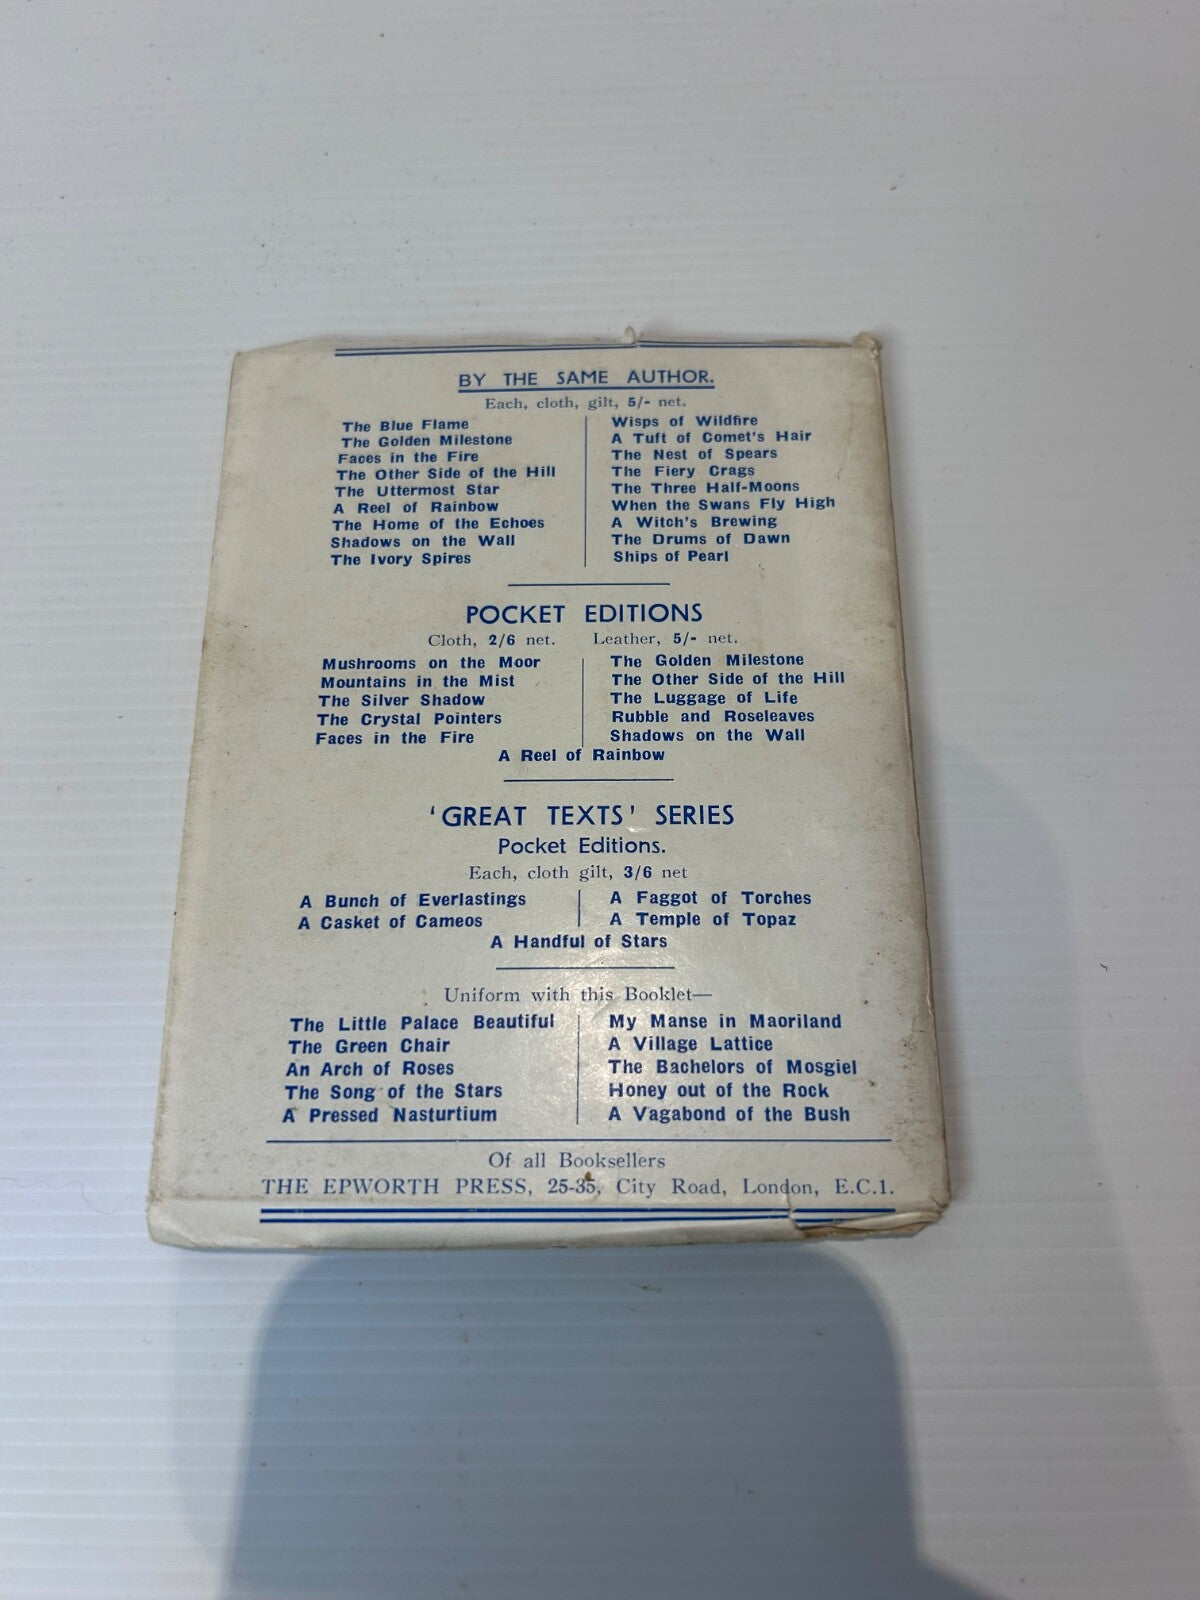 BY THE SAME AUTHOR.
Each, cloth, gilt, 5/- net.
The Blue Flame
The Golden Milestone
Faces in the Fire
The Other Side of the Hill
The Uttermost Star
A Reel of Rainbow
The Home of the Echoes
Shadows on the Wall
The Ivory Spires
Wisps of Wildfire
A Tuft of Comet's Hair
The Nest of Spears
The Fiery Crags
The Three Half-Moons
When the Swans Fly High
A Witch's Brewing
The Drums of Dawn
Ships of Pearl
POCKET EDITIONS
Cloth, 2/6 net. Leather, 5/- net.
Mushrooms on the Moor
Mountains in the Mist
The Silver Shadow
The Crystal Pointers
Faces in the Fire
The Golden Milestone
The Other Side of the Hill
The Luggage of Life
Rubble and Roseleaves
Shadows on the Wall
A Reel of Rainbow
'GREAT TEXTS' SERIES
Pocket Editions.
Each, cloth gilt, 3/6 net
A Bunch of Everlastings
A Casket of Cameos
A Faggot of Torches
A Temple of Topaz
A Handful of Stars
Uniform with this Booklet—
The Little Palace Beautiful
The Green Chair
An Arch of Roses
The Song of the Stars
A Pressed Nasturtium
My Manse in Maoriland
A Village Lattice
The Bachelors of Mosgiel
Honey out of the Rock
A Vagabond of the Bush
Of all Booksellers
THE EPWORTH PRESS, 25-35, City Road, London, E.C.1.